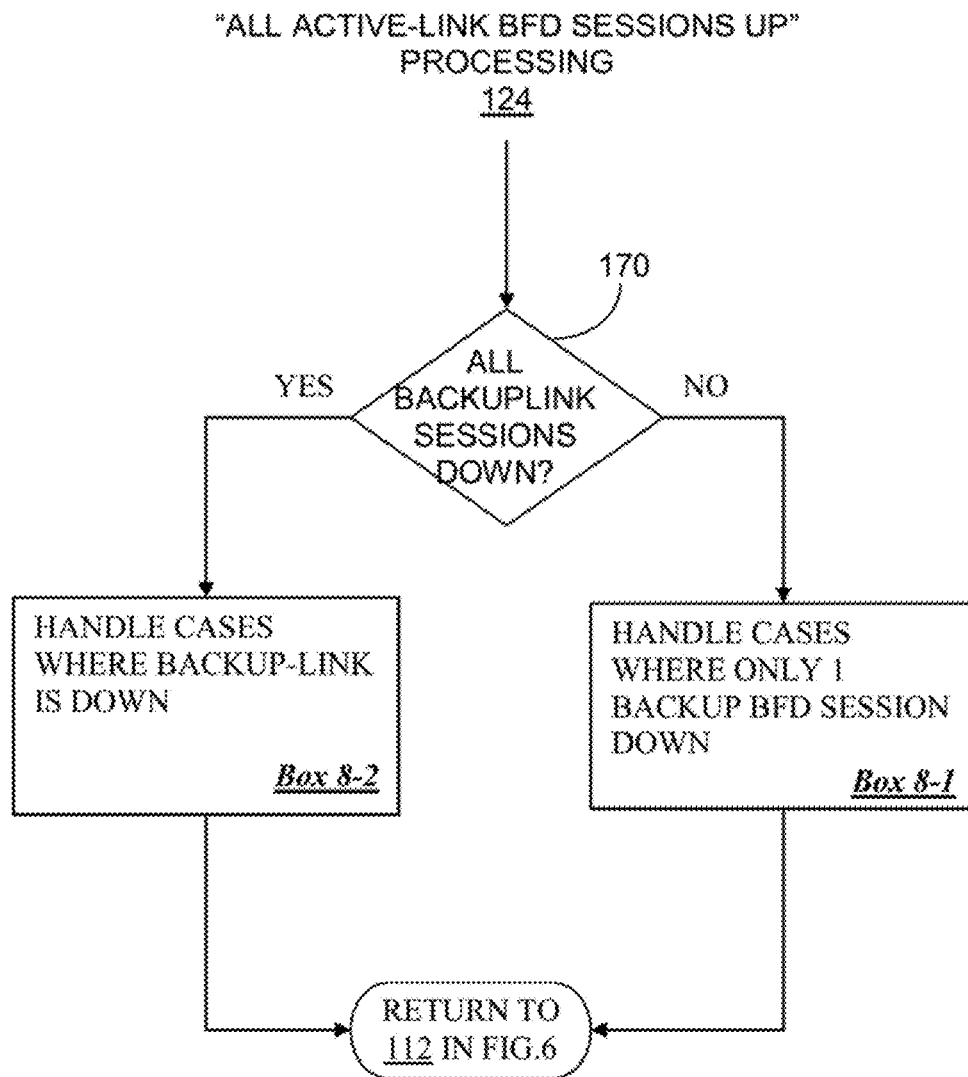 "ALL ACTIVE-LINK BFD SESSIONS UP"
PROCESSING
124
170
ALL
BACKUPLINK
SESSIONS
DOWN?
YES
NO
HANDLE CASES
WHERE BACKUP-LINK
IS DOWN
Box 8-2
HANDLE CASES
WHERE ONLY 1
BACKUP BFD SESSION
DOWN
Box 8-1
RETURN TO
112 IN FIG.6